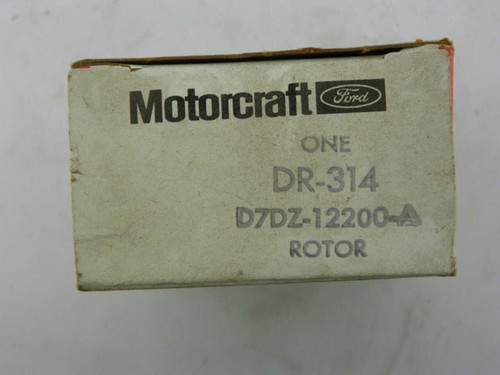 Motorcraft Ford
ONE
DR-314
D7DZ-12200-A
ROTOR